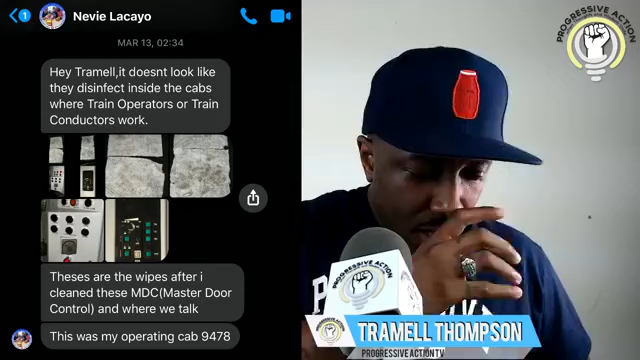 1
Nevie Lacayo
MAR 13, 02:34
Hey Tramell,it doesnt look like
they disinfect inside the cabs
where Train Operators or Train
Conductors work.
Theses are the wipes after i
cleaned these MDC(Master Door
Control) and where we talk
This was my operating cab 9478
PROGRESSIVE ACTION
PROGRESSIVE ACTION
TRAMELL THOMPSON
PROGRESSIVE ACTION TV